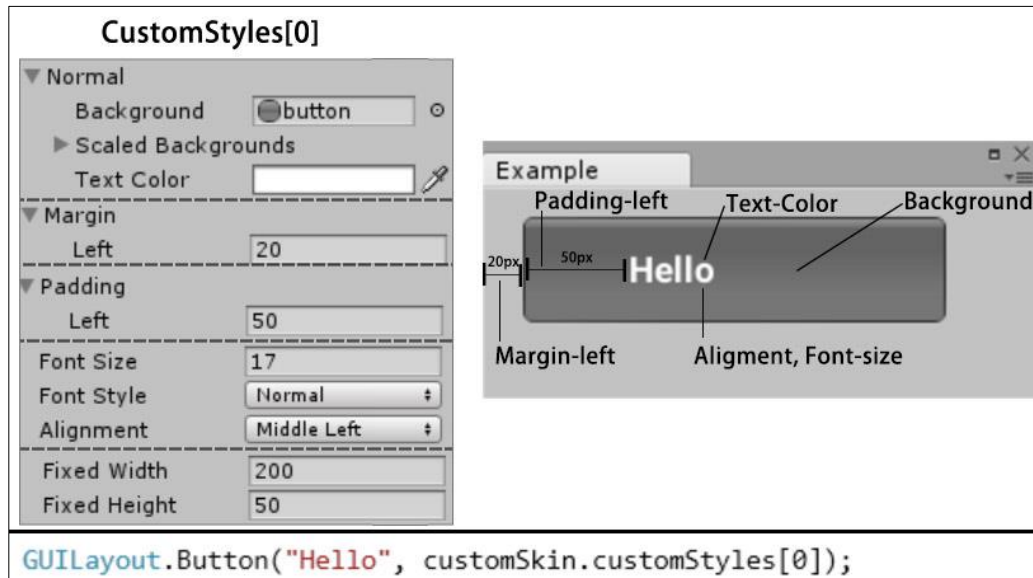 CustomStyles[0]
Normal
Background button
Scaled Backgrounds
Text Color
Margin
Left 20
Padding
Left 50
Font Size 17
Font Style Normal
Alignment Middle Left
Fixed Width 200
Fixed Height 50
Example
Padding-left Text-Color Background
20px 50px Hello
Margin-left Aligment, Font-size
GUILayout.Button("Hello", customSkin.customStyles[0]);